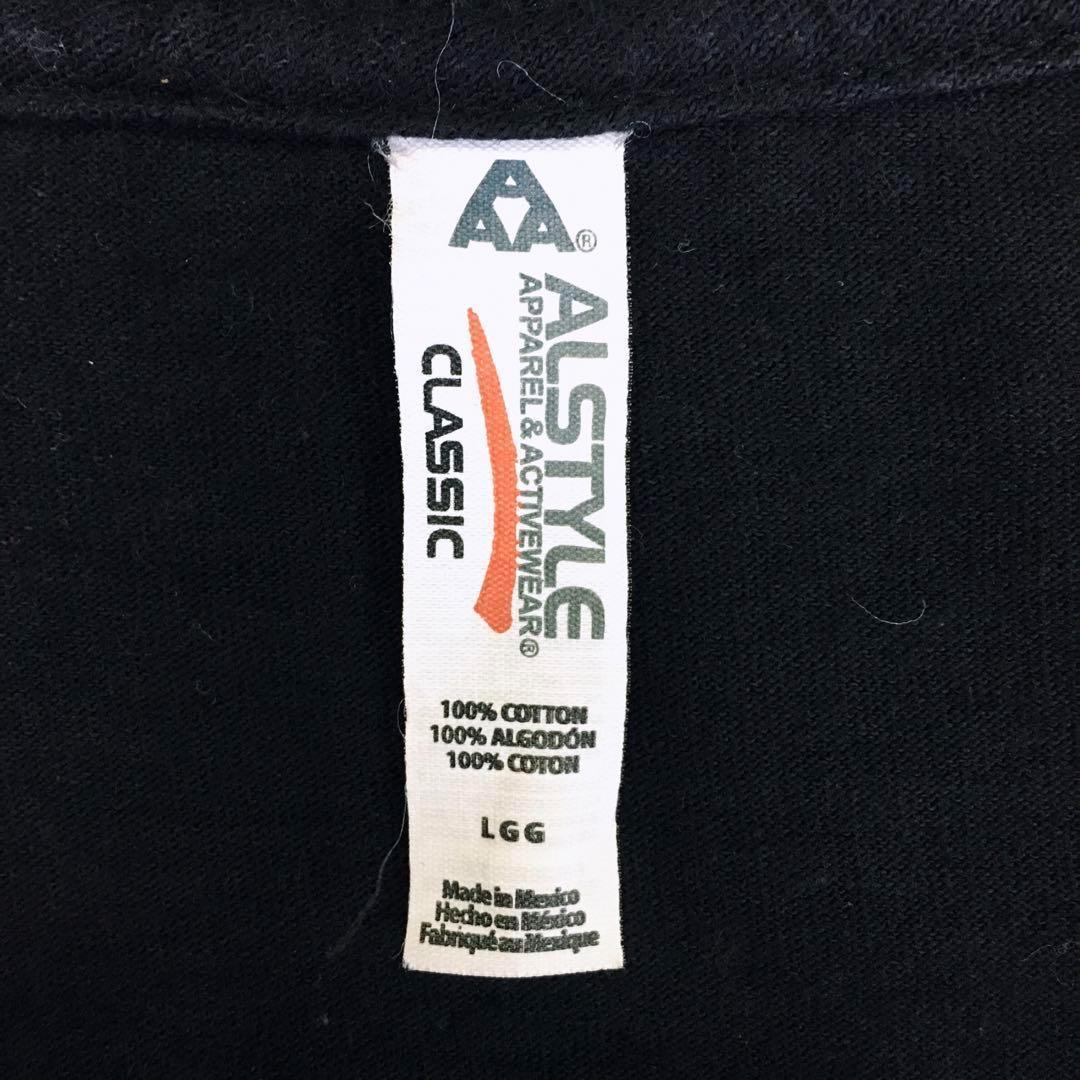 AAA®
ALSTYLE
APPAREL & ACTIVEWEAR®
CLASSIC
100% COTTON
100% ALGODÓN
100% COTON
L G G
Made in Mexico
Hecho en México
Fabriqué au Mexique